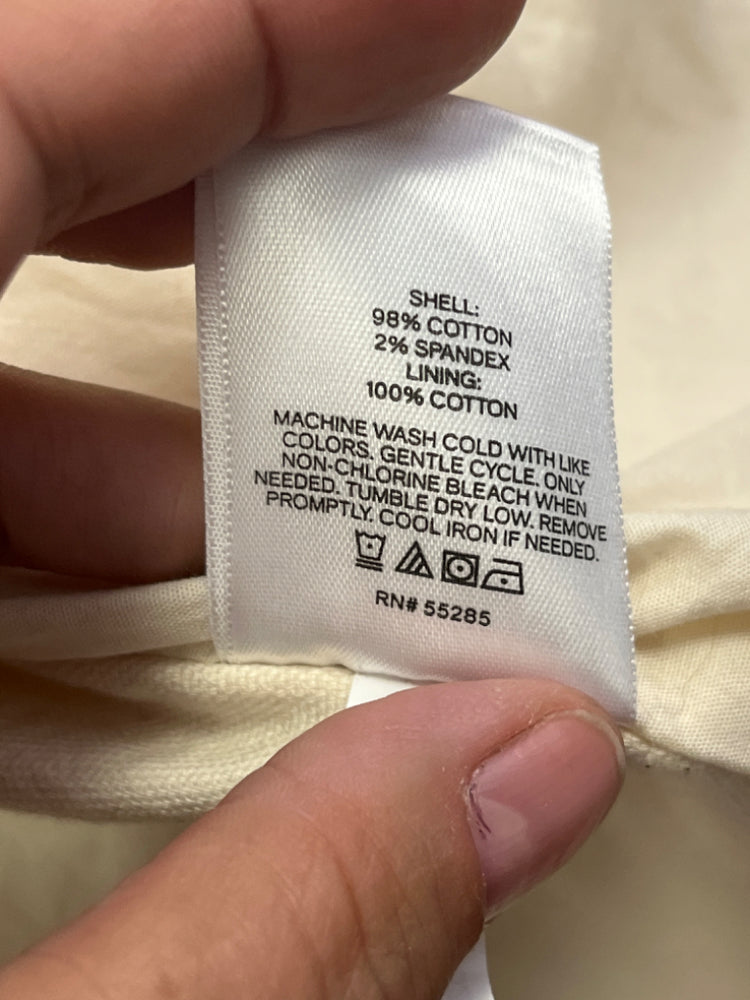 SHELL:
98% COTTON
2% SPANDEX
LINING:
100% COTTON
MACHINE WASH COLD WITH LIKE
COLORS. GENTLE CYCLE. ONLY
NON-CHLORINE BLEACH WHEN
NEEDED. TUMBLE DRY LOW. REMOVE
PROMPTLY. COOL IRON IF NEEDED.
RN# 55285